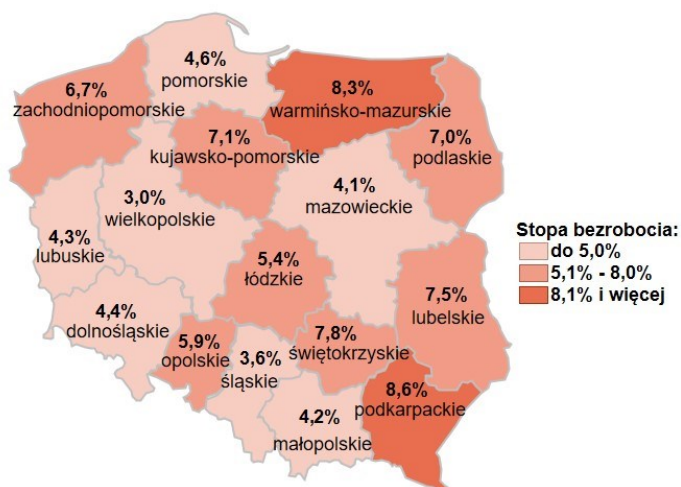 4,6%
pomorskie
6,7%
zachodniopomorskie
8,3%
warmińsko-mazurskie
7,1%
kujawsko-pomorskie
7,0%
podlaskie
3,0%
wielkopolskie
4,1%
mazowieckie
4,3%
lubuskie
5,4%
łódzkie
4,4%
dolnośląskie
5,9%
opolskie
3,6%
śląskie
7,8%
świętokrzyskie
7,5%
lubelskie
4,2%
małopolskie
8,6%
podkarpackie
Stopa bezrobocia:
do 5,0%
5,1% - 8,0%
8,1% i więcej